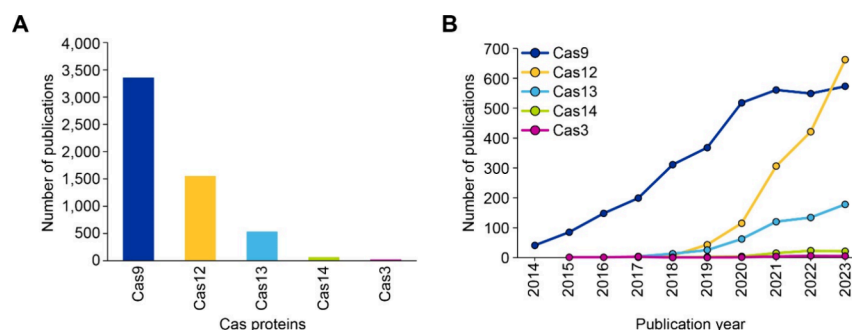 A
Number of publications
4,000
3,500
3,000
2,500
2,000
1,500
1,000
500
0
Cas9
Cas12
Cas13
Cas14
Cas3
Cas proteins
B
Number of publications
700
600
500
400
300
200
100
0
Cas9
Cas12
Cas13
Cas14
Cas3
2014
2015
2016
2017
2018
2019
2020
2021
2022
2023
Publication year